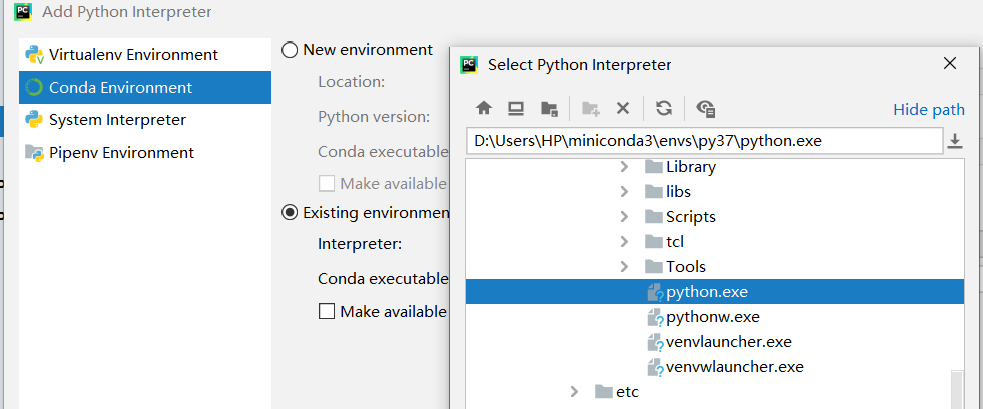 Add Python Interpreter
Virtualenv Environment
Conda Environment
System Interpreter
Pipenv Environment
New environment
Location:
Python version:
Conda executable
Make available
Existing environmen
Interpreter:
Conda executable
Make available
Select Python Interpreter
Hide path
D:\Users\HP\miniconda3\envs\py37\python.exe
Library
libs
Scripts
tcl
Tools
python.exe
pythonw.exe
venvlauncher.exe
venvwlauncher.exe
etc